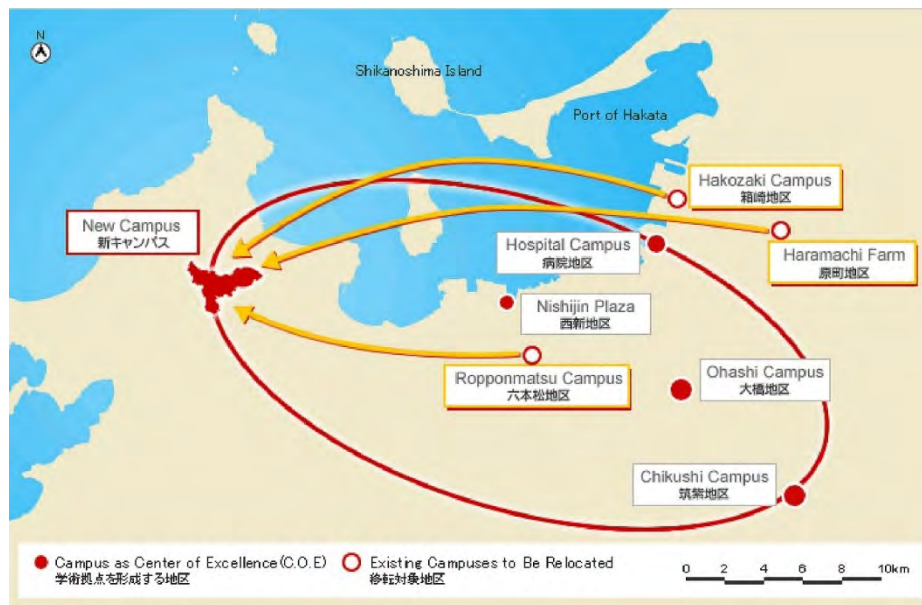 N
Shikanoshima Island
Port of Hakata
Hakozaki Campus
箱崎地区
New Campus
新キャンパス
Hospital Campus
病院地区
Haramachi Farm
原町地区
Nishijin Plaza
西新地区
Ropponmatsu Campus
六本松地区
Ohashi Campus
大橋地区
Chikushi Campus
筑紫地区
Campus as Center of Excellence(C.O.E)
学術拠点を形成する地区
Existing Campuses to Be Relocated
移転対象地区
0 2 4 6 8 10km